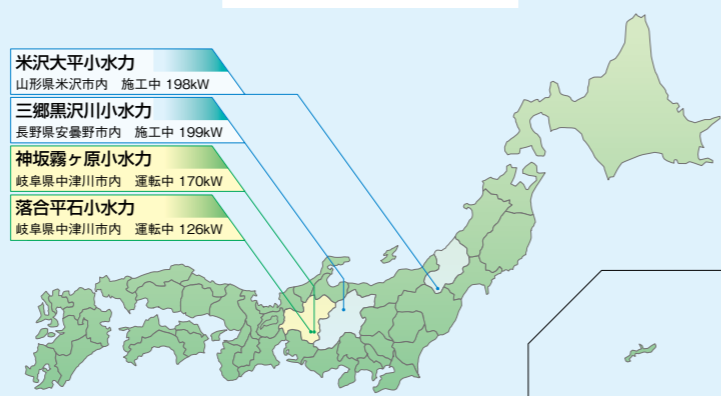 米沢大平小水力
山形県米沢市内　施工中 198kW
三郷黒沢川小水力
長野県安曇野市内　施工中 199kW
神坂霧ヶ原小水力
岐阜県中津川市内　運転中 170kW
落合平石小水力
岐阜県中津川市内　運転中 126kW